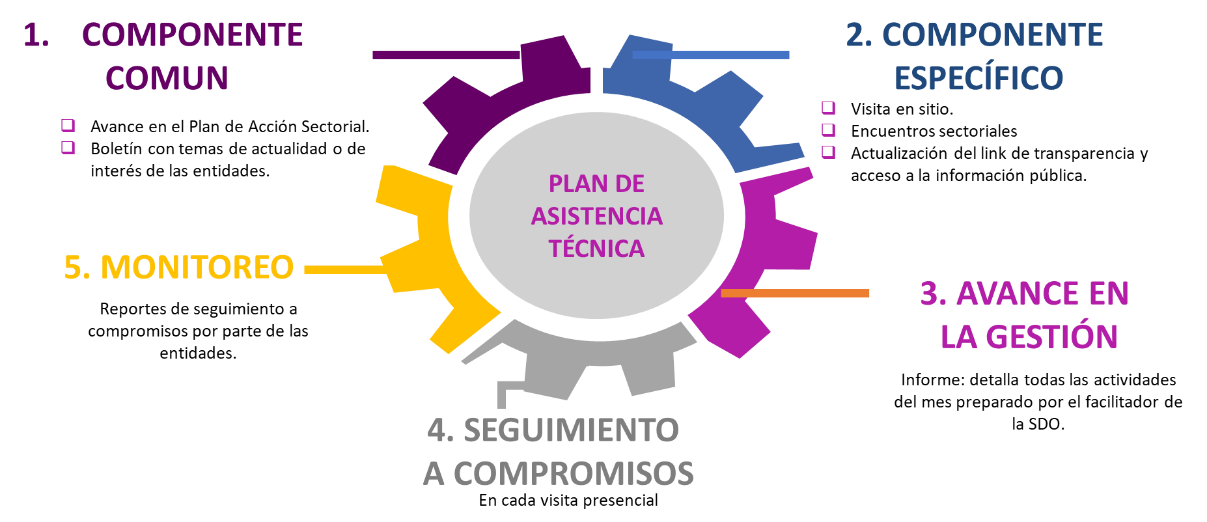 1. COMPONENTE
COMUN
❑ Avance en el Plan de Acción Sectorial.
❑ Boletín con temas de actualidad o de
interés de las entidades.
2. COMPONENTE
ESPECÍFICO
❑ Visita en sitio.
❑ Encuentros sectoriales
❑ Actualización del link de transparencia y
acceso a la información pública.
PLAN DE
ASISTENCIA
TÉCNICA
3. AVANCE EN
LA GESTIÓN
Informe: detalla todas las actividades
del mes preparado por el facilitador de
la SDO.
4. SEGUIMIENTO
A COMPROMISOS
En cada visita presencial
5. MONITOREO
Reportes de seguimiento a
compromisos por parte de las
entidades.